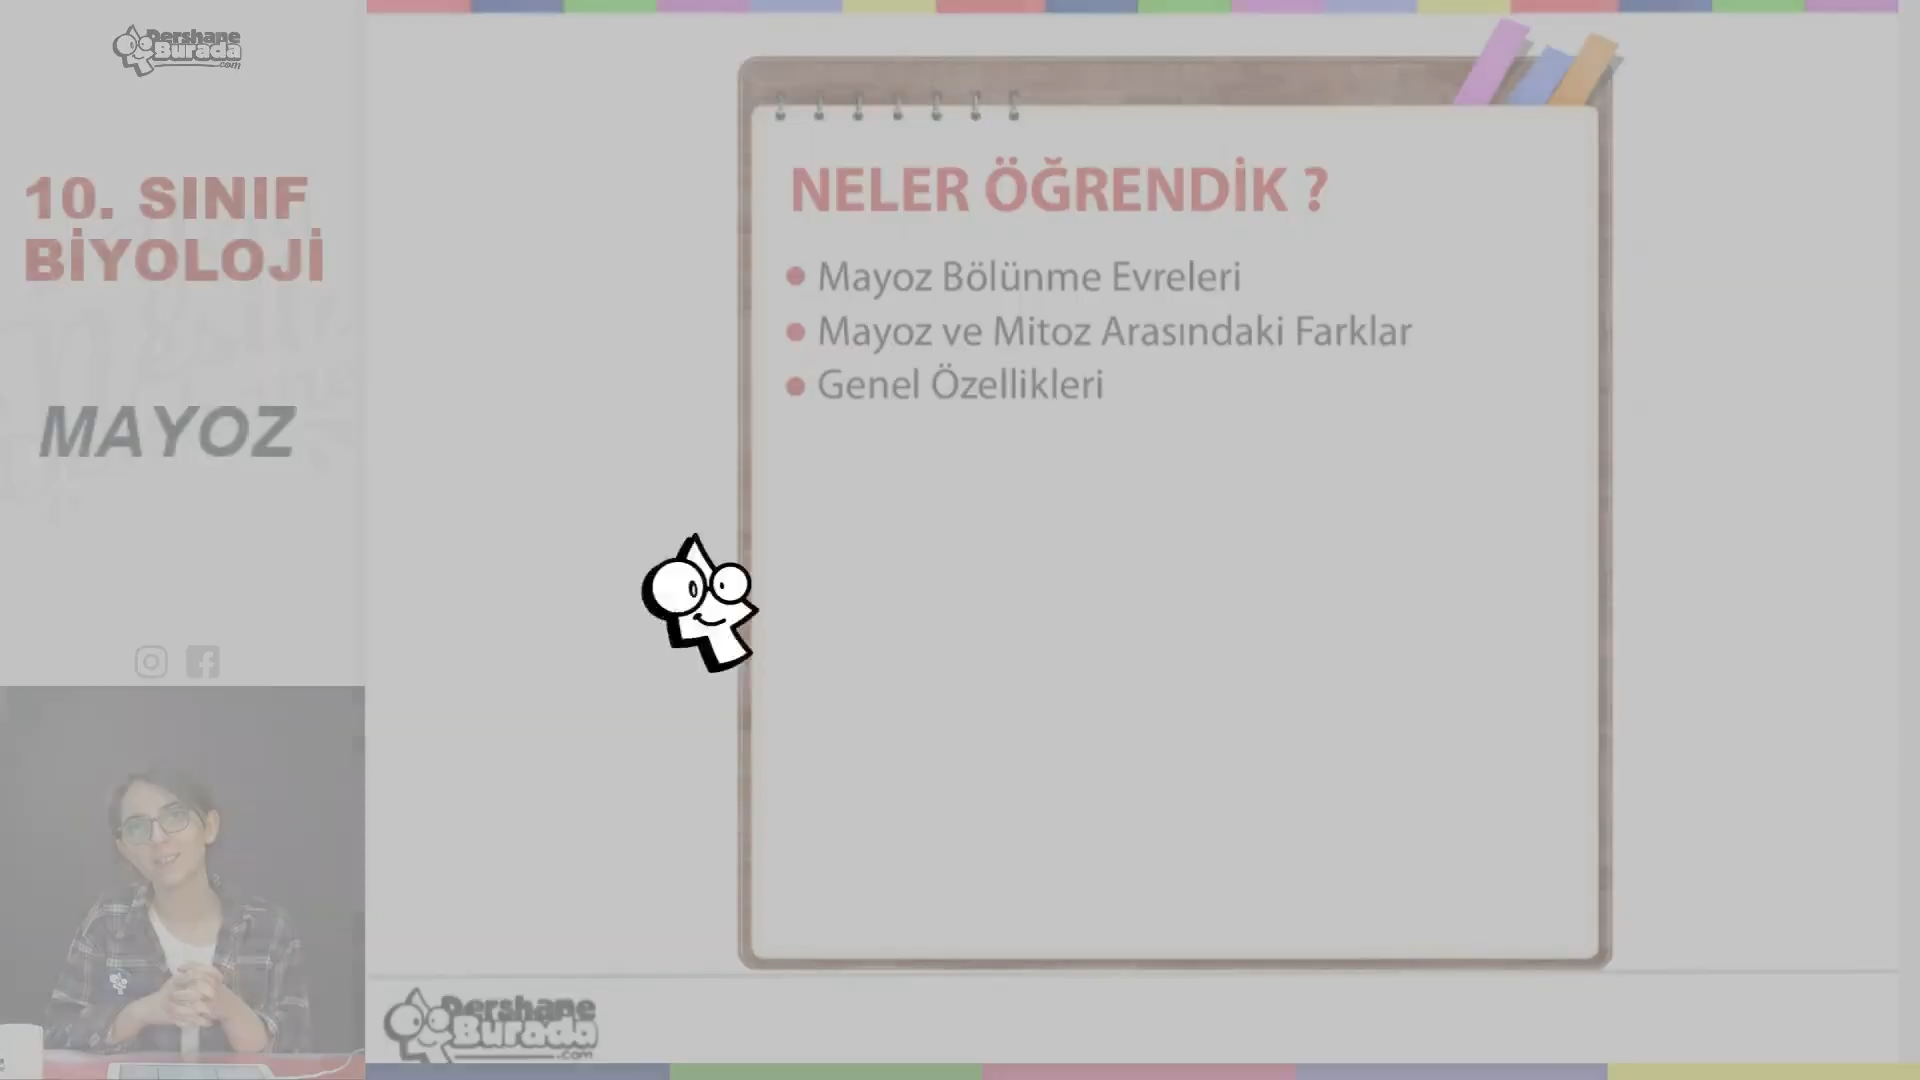 Dershane
Burada
.com
10. SINIF
BİYOLOJİ
MAYOZ
NELER ÖĞRENDİK ?
Mayoz Bölünme Evreleri
Mayoz ve Mitoz Arasındaki Farklar
Genel Özellikleri
Dershane
Burada
.com